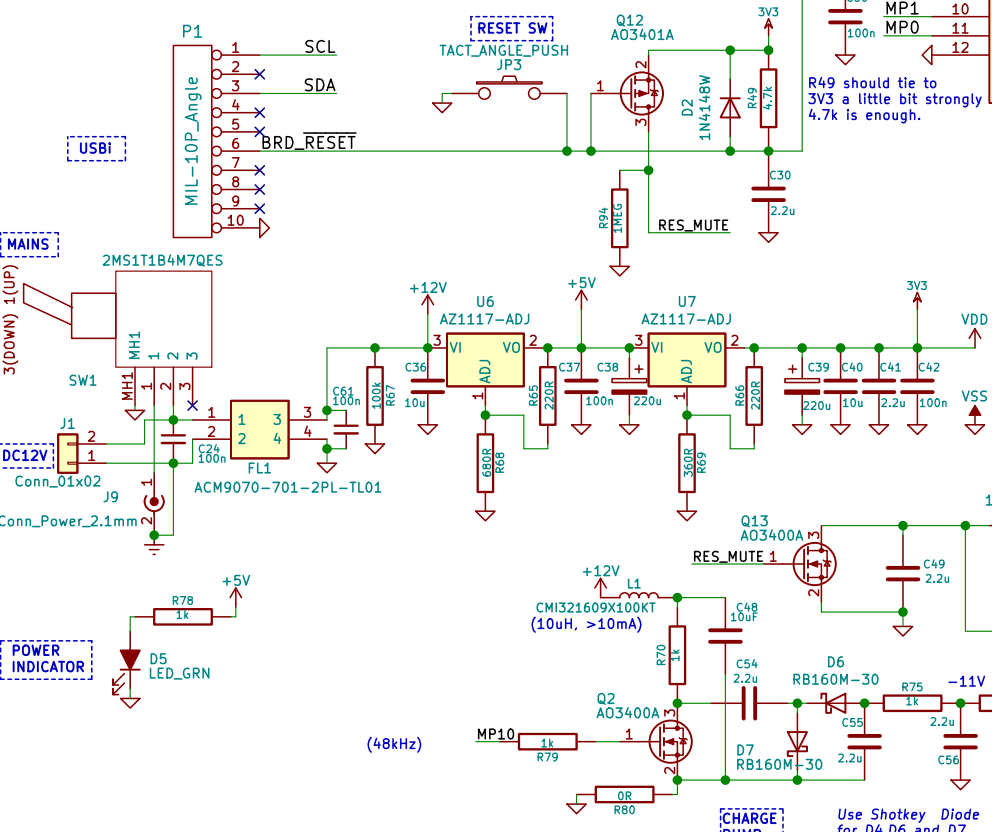 P1
MIL-10P_Angle
1
SCL
2
3
SDA
4
5
6
BRD_RESET
7
8
9
10
USBi
RESET SW
TACT_ANGLE_PUSH
JP3
Q12
AO3401A
2
1
3
D2
1N4148W
3V3
R49
4.7k
100n
MP1
10
MP0
11
12
R49 should tie to
3V3 a little bit strongly
4.7k is enough.
C30
2.2u
R94
1MEG
RES_MUTE
MAINS
3(DOWN) 1(UP)
2MS1T1B4M7QES
MH1
1
2
3
MH1
1
2
3
SW1
J1
2
1
DC12V
Conn_01x02
J9
Conn_Power_2.1mm
1
2
C24
100n
1
2
1
2
3
4
3
4
FL1
ACM9070-701-2PL-TL01
C61
100n
100k
R67
+12V
C36
10u
U6
AZ1117-ADJ
3
VI
VO
2
ADJ
1
R65
220R
680R
R68
+5V
C37
100n
C38
220u
U7
AZ1117-ADJ
3
VI
VO
2
ADJ
1
R66
220R
360R
R69
C39
220u
C40
10u
C41
2.2u
C42
100n
3V3
VDD
VSS
R78
1k
+5V
POWER
INDICATOR
D5
LED_GRN
Q13
AO3400A
RES_MUTE
1
3
2
C49
2.2u
1
+12V
L1
CMI321609X100KT
(10uH, >10mA)
R70
1k
C48
10uF
C54
2.2u
D6
RB160M-30
R75
1k
-11V
Q2
AO3400A
3
1
2
MP10
1k
R79
(48kHz)
D7
RB160M-30
C55
2.2u
2.2u
C56
0R
R80
CHARGE
PUMP
Use Shotkey Diode
for D4,D6 and D7